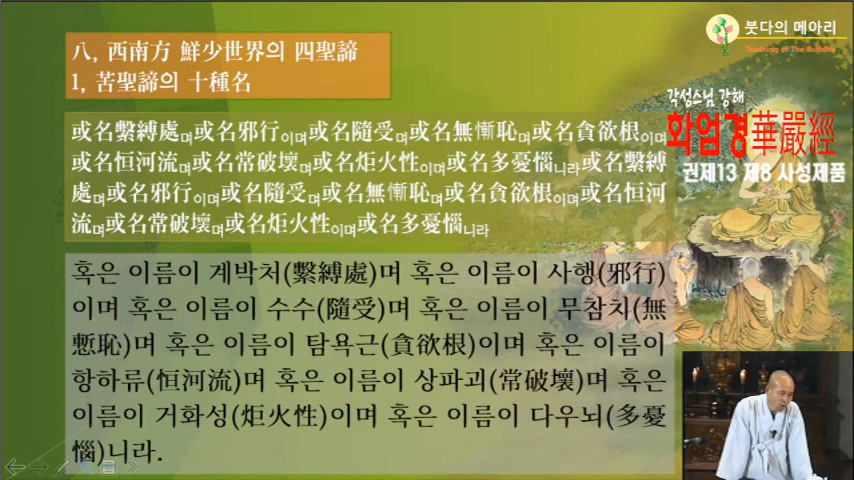 八, 西南方 鮮少世界의 四聖諦
1, 苦聖諦의 十種名
或名繫縛處며或名邪行이며或名隨受며或名無慚恥며或名貪欲根이며
或名恒河流며或名常破壞며或名炬火性이며或名多憂惱니라或名繫縛
處며或名邪行이며或名隨受며或名無慚恥며或名貪欲根이며或名恒河
流며或名常破壞며或名炬火性이며或名多憂惱니라
혹은 이름이 계박처(繫縛處)며 혹은 이름이 사행(邪行)
이며 혹은 이름이 수수(隨受)며 혹은 이름이 무참치(無
慙恥)며 혹은 이름이 탐욕근(貪欲根)이며 혹은 이름이
항하류(恒河流)며 혹은 이름이 상파괴(常破壞)며 혹은
이름이 거화성(炬火性)이며 혹은 이름이 다우뇌(多憂
惱)니라.
붓다의 메아리
Teaching of The Buddha
각성스님 강해
화엄경華嚴經
권제13 제8 사성제품